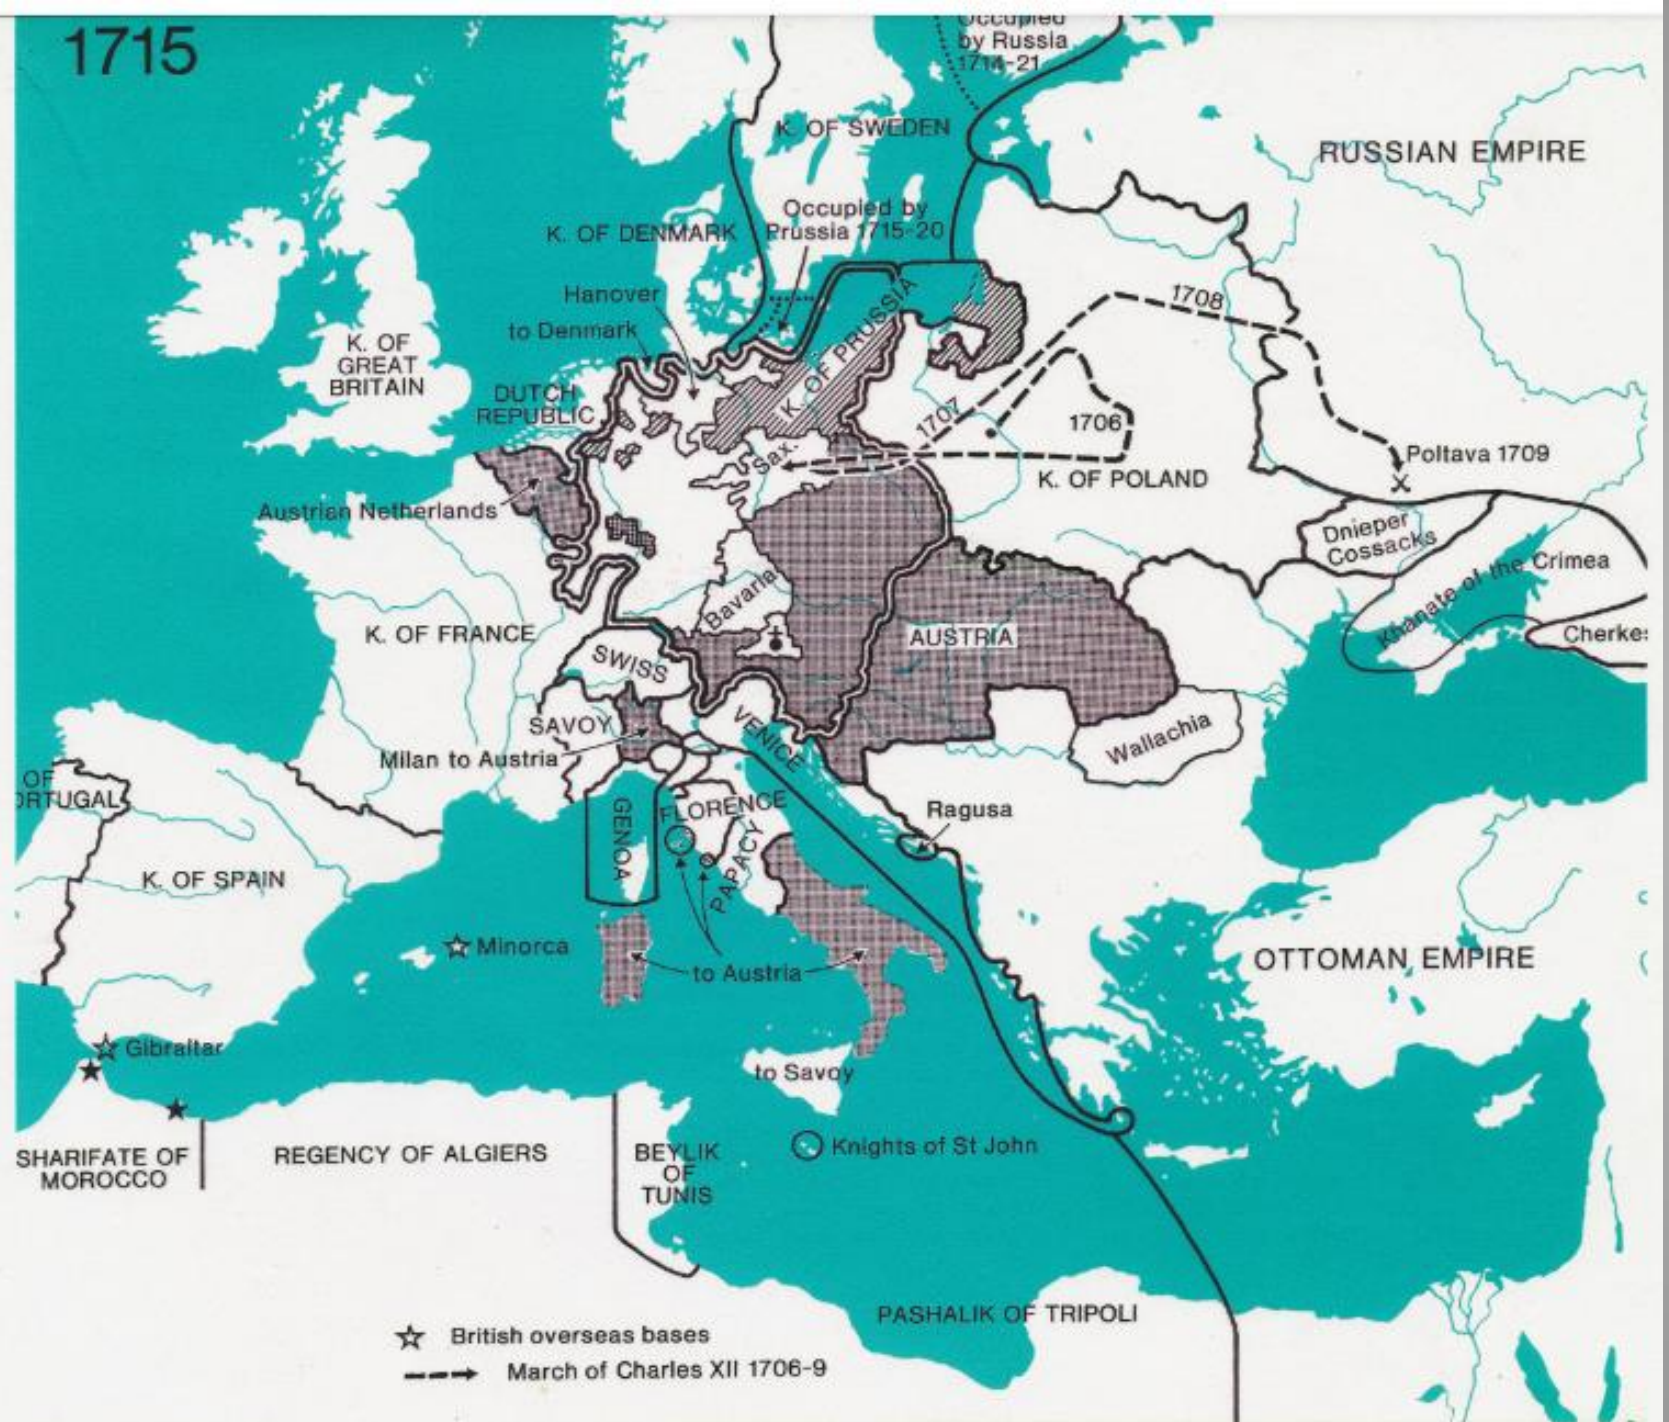 1715
Occupied
by Russia
1714-21
K. OF SWEDEN
RUSSIAN EMPIRE
Occupied by
Prussia 1715-20
K. OF DENMARK
Hanover
to Denmark
K. OF PRUSSIA
1708
K. OF
GREAT
BRITAIN
DUTCH
REPUBLIC
1707
1706
Sax.
Poltava 1709
K. OF POLAND
Austrian Netherlands
Dnieper
Cossacks
Khanate of the Crimea
Bavaria
K. OF FRANCE
AUSTRIA
Cherkes
SWISS
SAVOY
VENICE
Wallachia
Milan to Austria
OF
ORTUGAL
GENOA
FLORENCE
Ragusa
PAPACY
K. OF SPAIN
Minorca
to Austria
OTTOMAN EMPIRE
Gibraltar
to Savoy
SHARIFATE OF
MOROCCO
REGENCY OF ALGIERS
BEYLIK
OF
TUNIS
Knights of St John
PASHALIK OF TRIPOLI
British overseas bases
March of Charles XII 1706-9